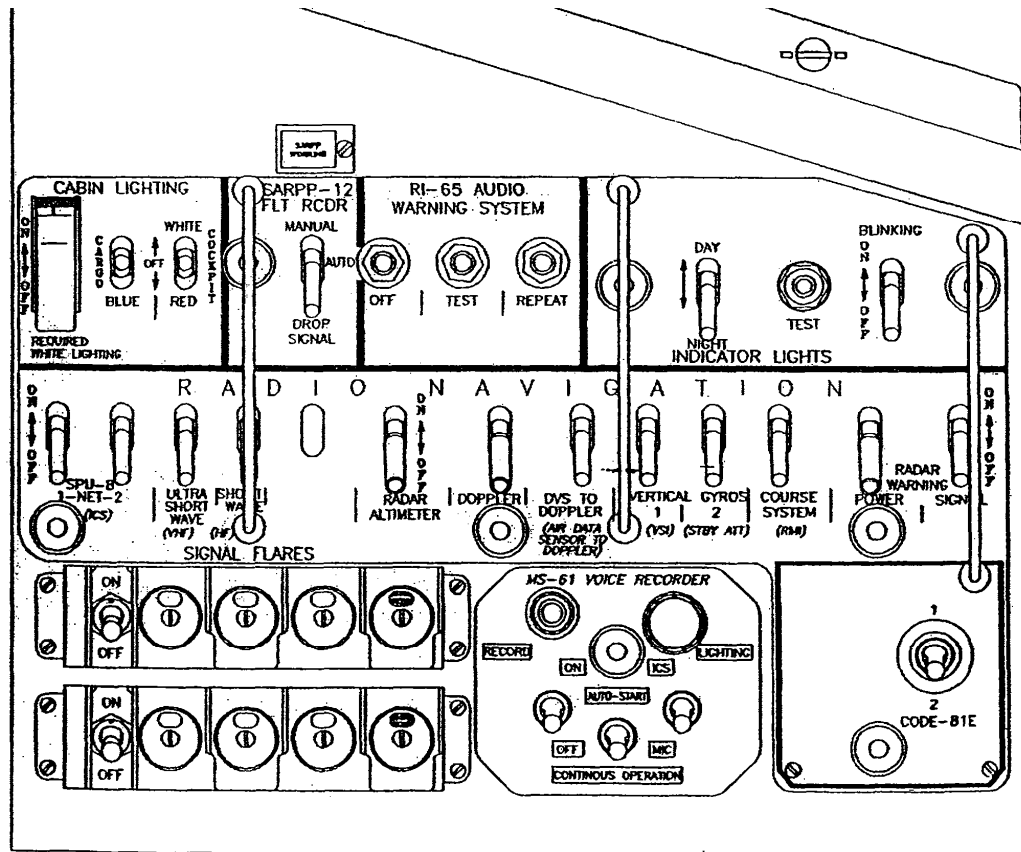 SARPP
WORKING
CABIN LIGHTING
ON OFF
CARGO
WHITE
OFF
BLUE
RED
COCKPIT
REQUIRED
WHITE LIGHTING
SARPP-12
FLT RCDR
MANUAL
AUTO
DROP
SIGNAL
RI-65 AUDIO
WARNING SYSTEM
OFF
TEST
REPEAT
DAY
NIGHT
TEST
BLINKING
ON OFF
INDICATOR LIGHTS
RADIO NAVIGATION
ON OFF
SPU-8
1-NET-2
(ICS)
ULTRA
SHORT
WAVE
(VHF)
SHORT
WAVE
(HF)
ON OFF
RADAR
ALTIMETER
DOPPLER
DVS TO
DOPPLER
(AIR DATA
SENSOR TO
DOPPLER)
VERTICAL GYROS
1 2
(VSI) (STBY ATT)
COURSE
SYSTEM
(RMI)
POWER
RADAR
WARNING
SIGNAL
ON OFF
SIGNAL FLARES
ON
OFF
ON
OFF
MS-61 VOICE RECORDER
RECORD
LIGHTING
ON
ICS
AUTO-START
OFF
MIC
CONTINOUS OPERATION
1
2
CODE-81E